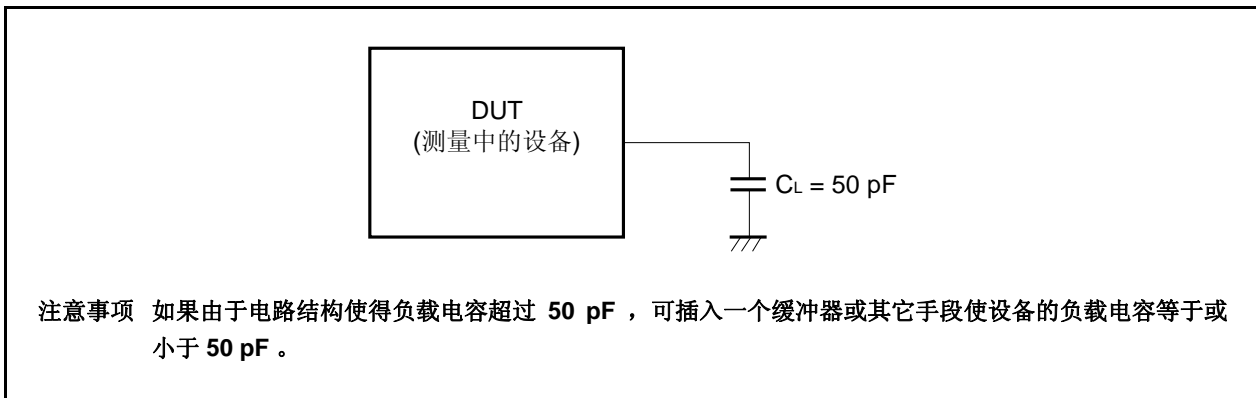 DUT
(测量中的设备)
CL = 50 pF
注意事项 如果由于电路结构使得负载电容超过 50 pF ，可插入一个缓冲器或其它手段使设备的负载电容等于或
小于 50 pF 。